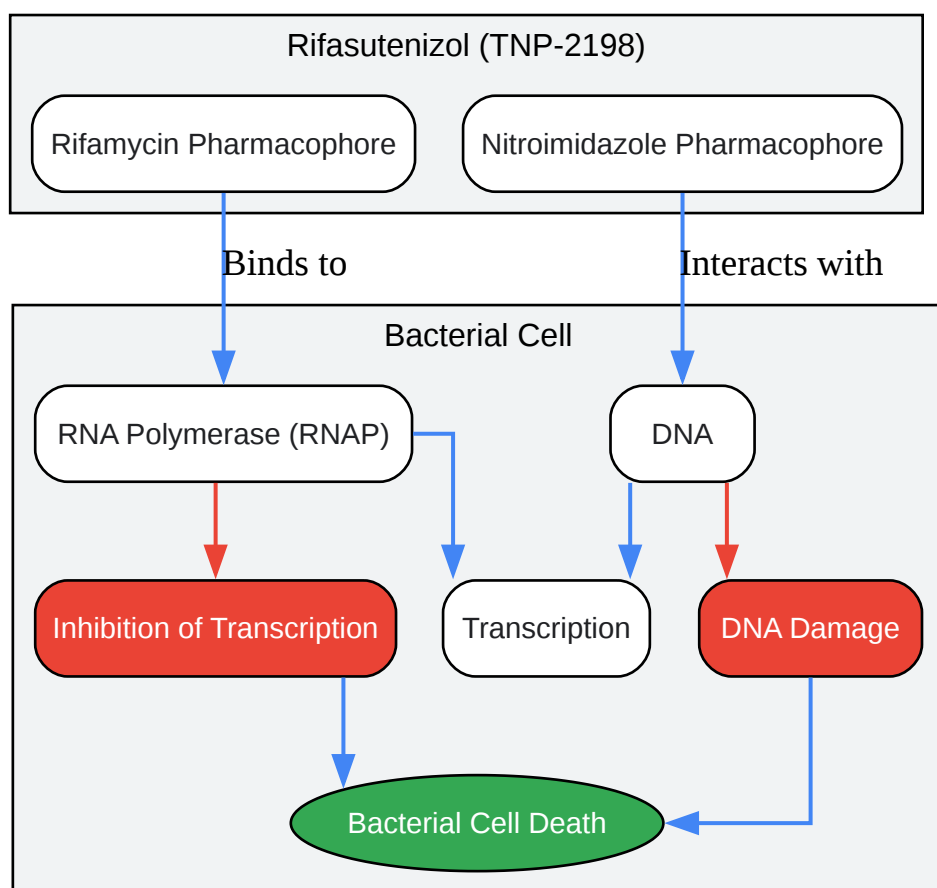 Rifasutenizol (TNP-2198)
Rifamycin Pharmacophore
Nitroimidazole Pharmacophore
Binds to
Interacts with
Bacterial Cell
RNA Polymerase (RNAP)
DNA
Inhibition of Transcription
Transcription
DNA Damage
Bacterial Cell Death